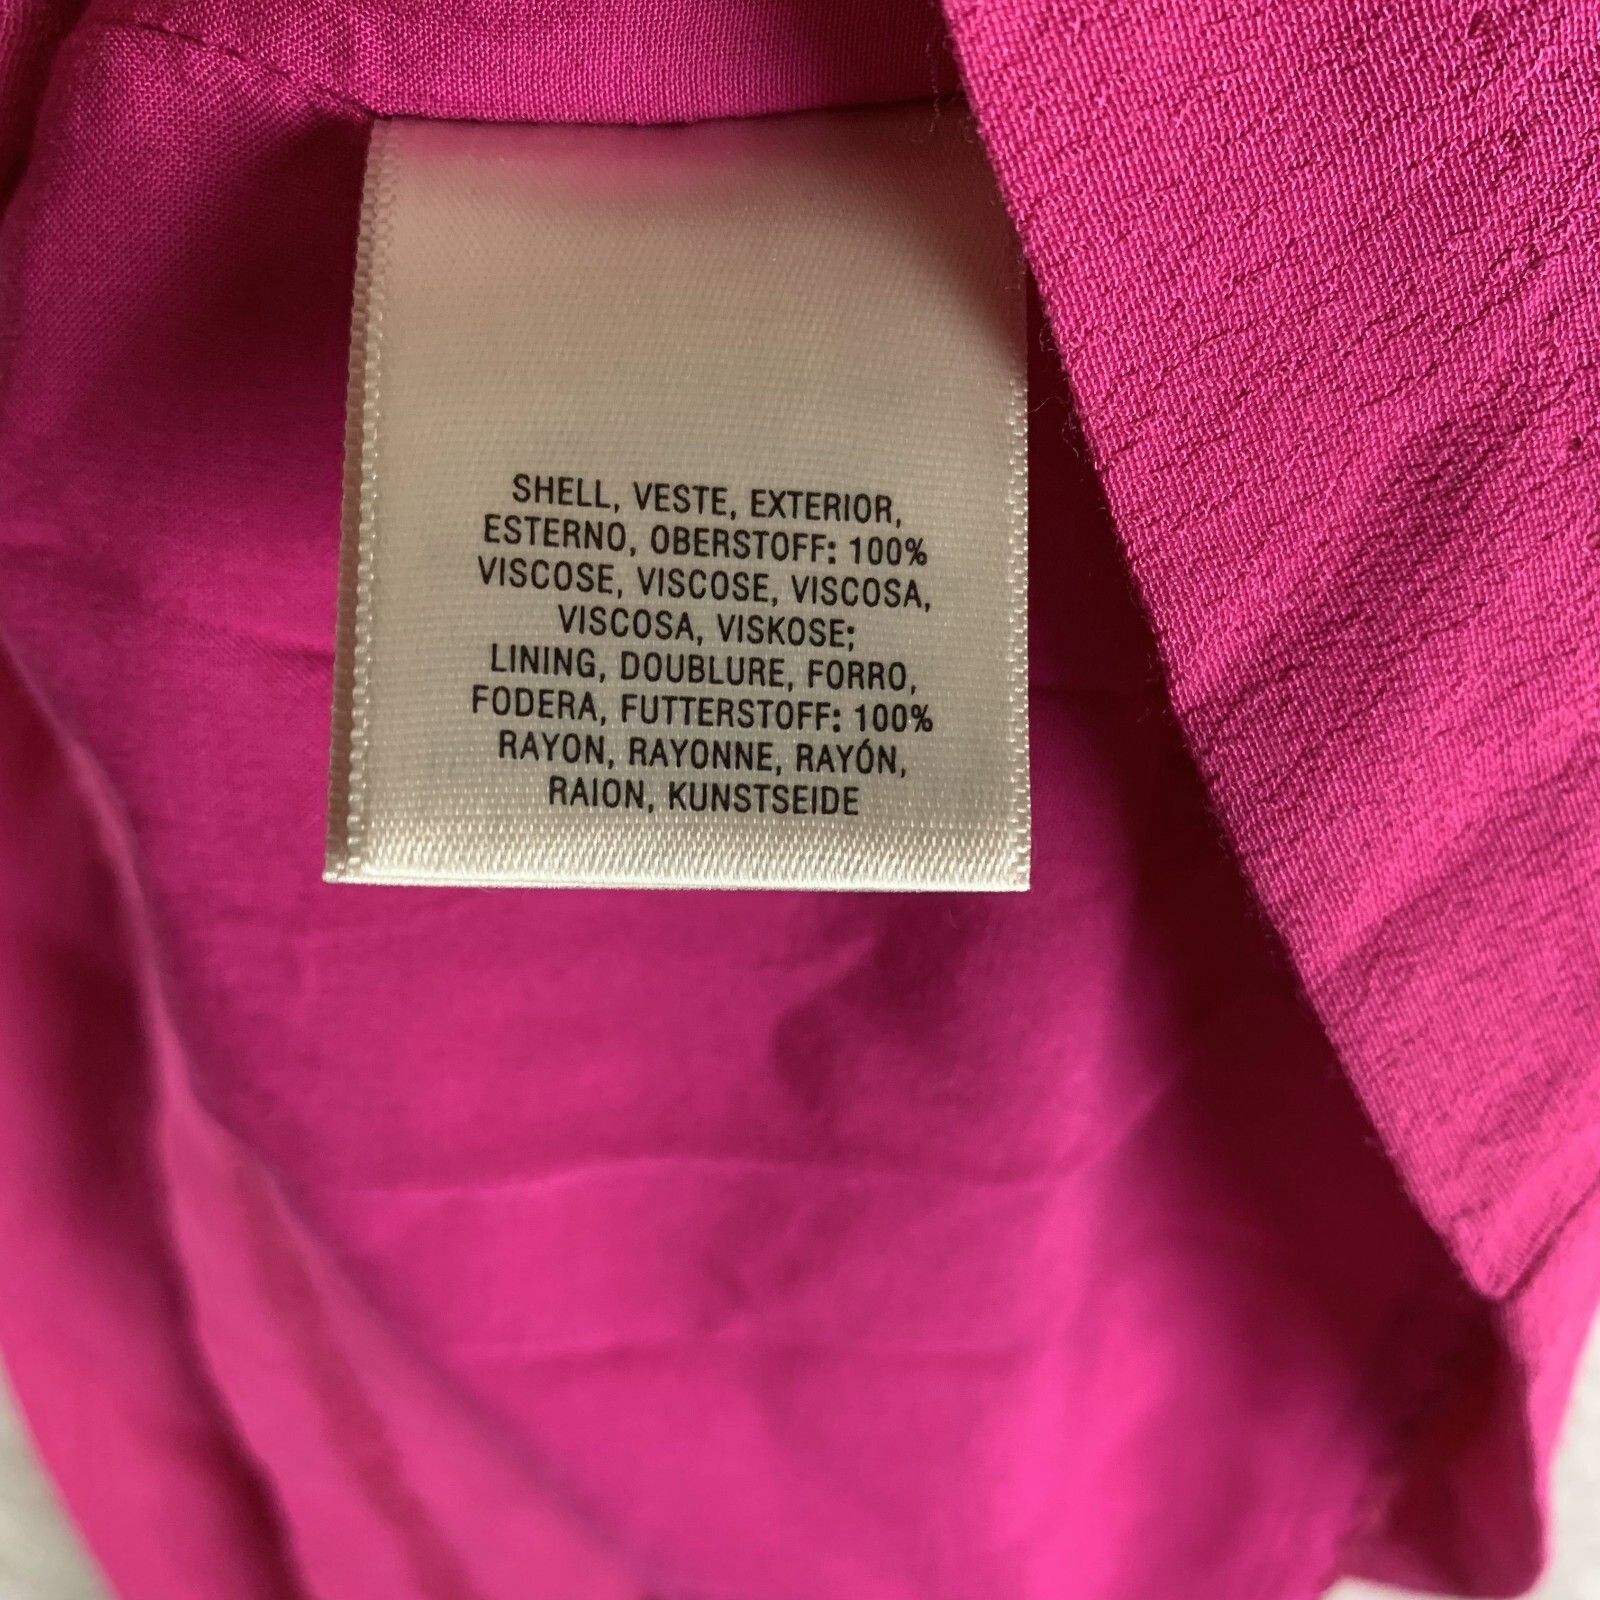 SHELL, VESTE, EXTERIOR,
ESTERNO, OBERSTOFF: 100%
VISCOSE, VISCOSE, VISCOSA,
VISCOSA, VISKOSE;
LINING, DOUBLURE, FORRO,
FODERA, FUTTERSTOFF: 100%
RAYON, RAYONNE, RAYÓN,
RAION, KUNSTSEIDE